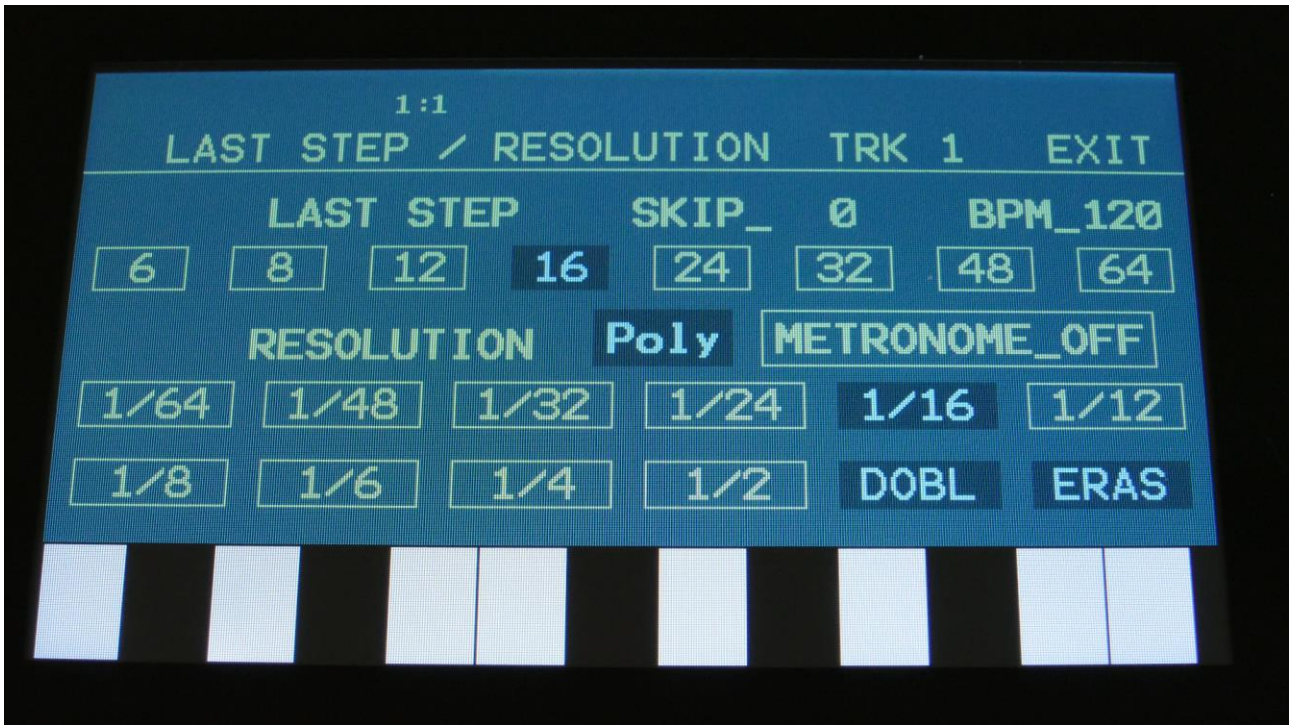 1:1
LAST STEP / RESOLUTION TRK 1 EXIT
LAST STEP SKIP_ 0 BPM_120
6 8 12 16 24 32 48 64
RESOLUTION Poly METRONOME_OFF
1/64 1/48 1/32 1/24 1/16 1/12
1/8 1/6 1/4 1/2 DOBL ERAS